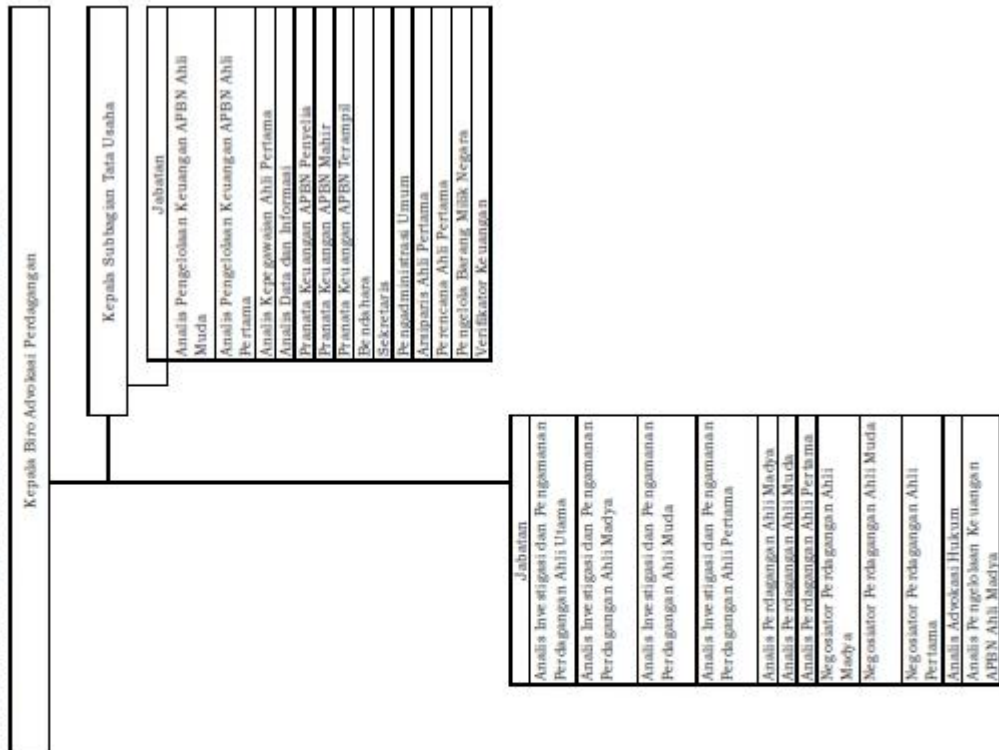 Kepala Biro Advokasi Perdagangan
Kepala Subbagian Tata Usaha
Jabatan
Analis Pengelolaan Keuangan APBN Ahli
Muda
Analis Pengelolaan Keuangan APBN Ahli
Pertama
Analis Kepegawaian Ahli Pertama
Analis Data dan Informasi
Pranata Keuangan APBN Penyelia
Pranata Keuangan APBN Mahir
Pranata Keuangan APBN Terampil
Bendahara
Sekretaris
Pengadministrasi Umum
Arsiparis Ahli Pertama
Perencana Ahli Pertama
Pengelola Barang Milik Negara
Verifikator Keuangan
Jabatan
Analis Investigasi dan Pengamanan
Perdagangan Ahli Utama
Analis Investigasi dan Pengamanan
Perdagangan Ahli Madya
Analis Investigasi dan Pengamanan
Perdagangan Ahli Muda
Analis Investigasi dan Pengamanan
Perdagangan Ahli Pertama
Analis Perdagangan Ahli Madya
Analis Perdagangan Ahli Muda
Analis Perdagangan Ahli Pertama
Negosiator Perdagangan Ahli
Madya
Negosiator Perdagangan Ahli Muda
Negosiator Perdagangan Ahli
Pertama
Analis Advokasi Hukum
Analis Pengelolaan Keuangan
APBN Ahli Madya